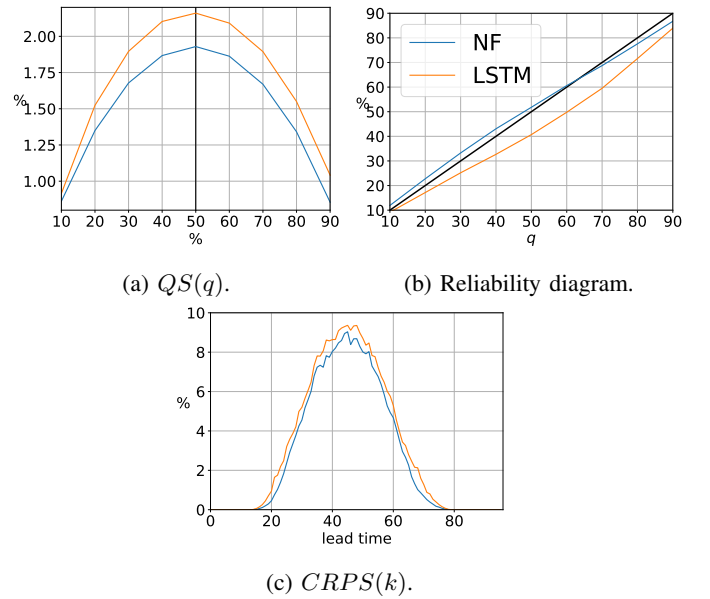 2.00
1.75
1.50
1.25
1.00
%
10 20 30 40 50 60 70 80 90
%
(a) QS(q).
90
80
70
60
50
40
30
20
10
%
NF
LSTM
10 20 30 40 50 60 70 80 90
q
(b) Reliability diagram.
10
8
6
4
2
0
%
0 20 40 60 80
lead time
(c) CRPS(k).